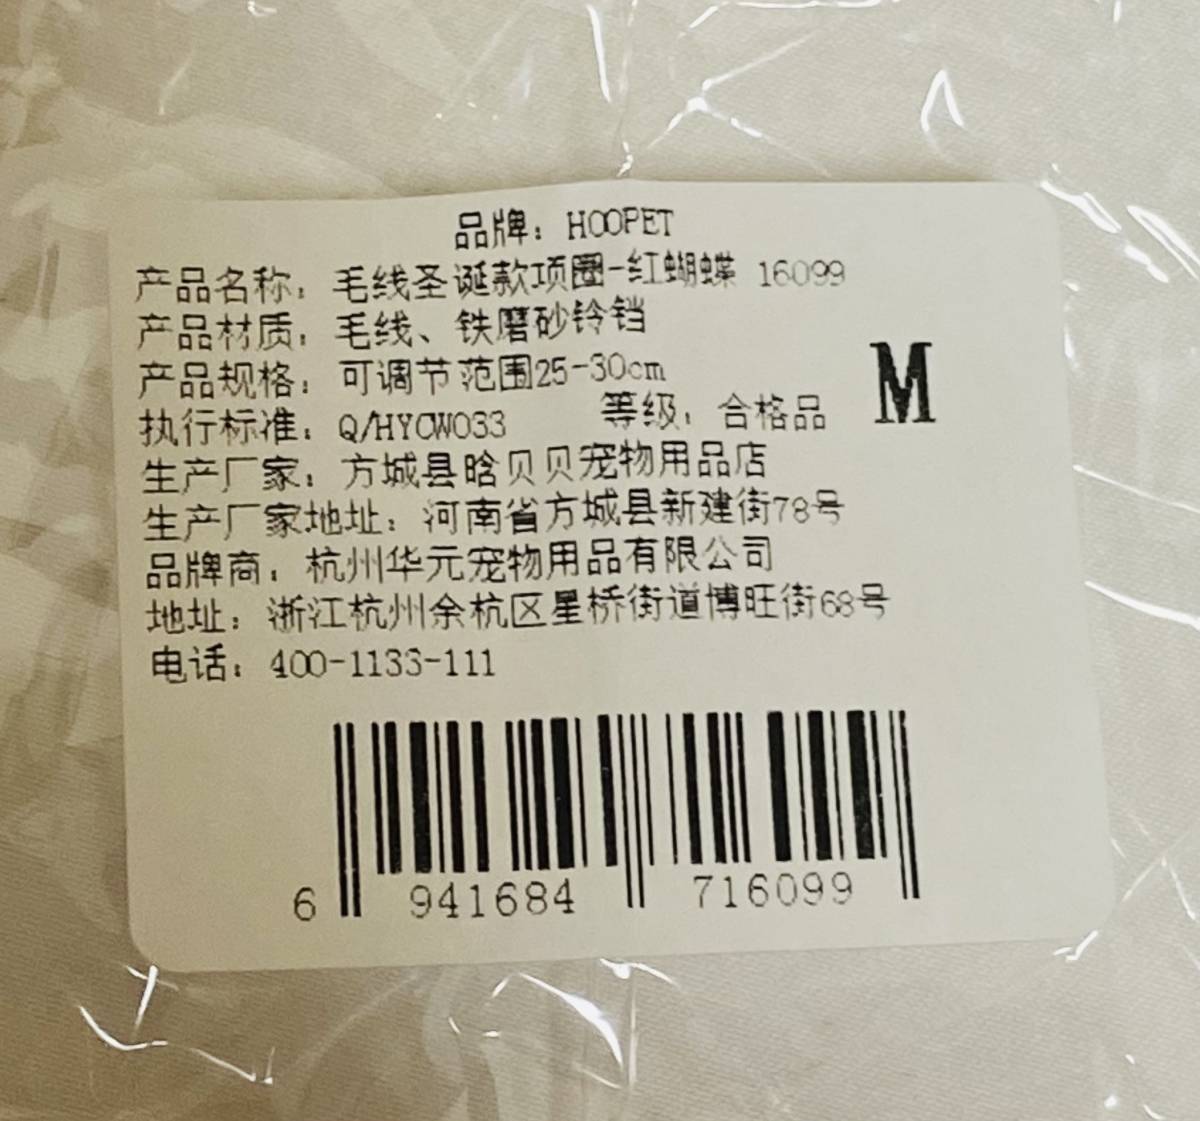 品牌：HOOPET
产品名称：毛线圣诞款项圈-红蝴蝶 16099
产品材质：毛线、铁磨砂铃铛
产品规格：可调节范围25-30cm
M
执行标准：Q/HYCW033 等级：合格品
生产厂家：方城县晗贝贝宠物用品店
生产厂家地址：河南省方城县新建街78号
品牌商：杭州华元宠物用品有限公司
地址：浙江杭州余杭区星桥街道博旺街68号
电话：400-1133-111
6 941684 716099